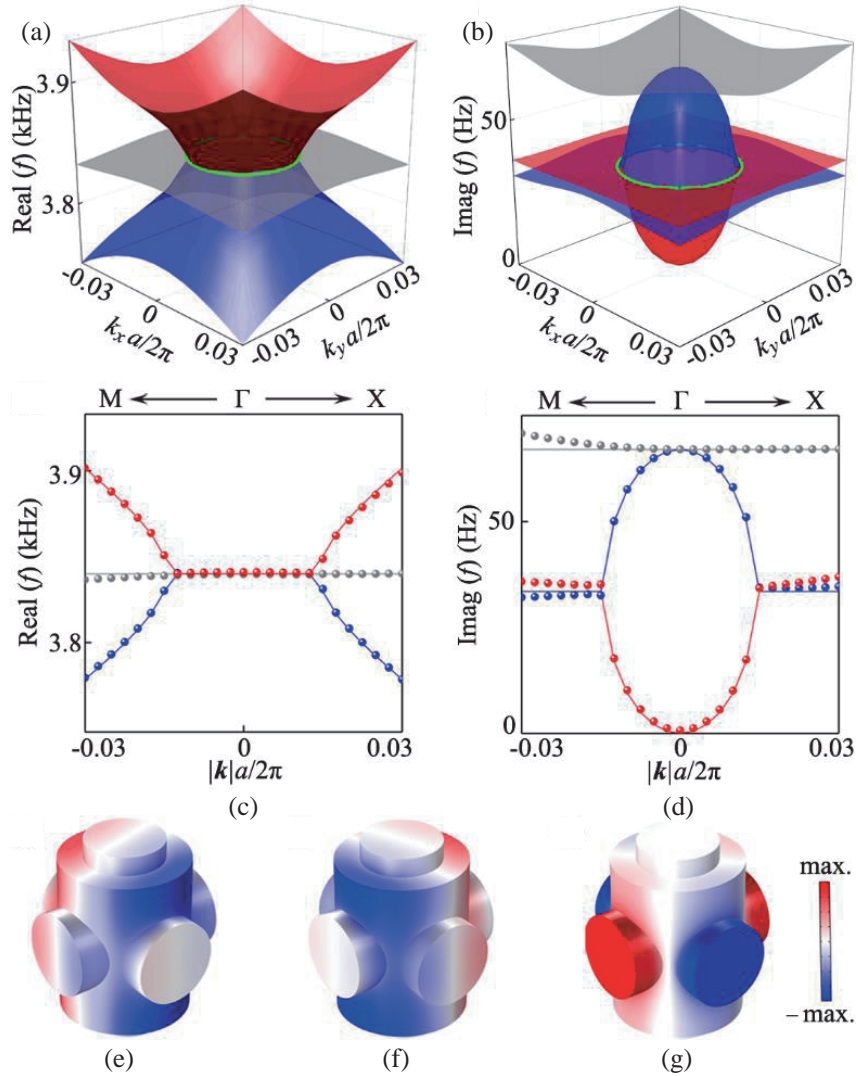 (a)
Real (f) (kHz)
3.9
3.8
-0.03
0
0.03
-0.03
0
0.03
kxa/2π
kya/2π
(b)
Imag (f) (Hz)
50
0
-0.03
0
0.03
-0.03
0
0.03
kxa/2π
kya/2π
M Γ X
Real (f) (kHz)
3.9
3.8
-0.03 0 0.03
|k|a/2π
(c)
M Γ X
Imag (f) (Hz)
50
0
-0.03 0 0.03
|k|a/2π
(d)
(e)
(f)
(g)
max.
−max.